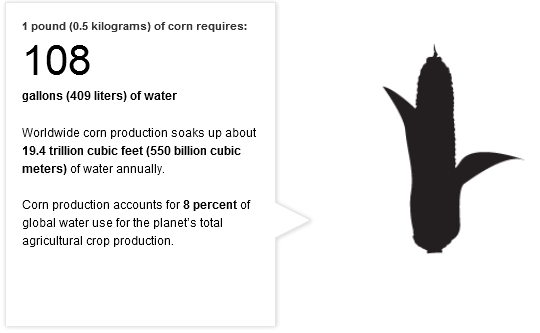 1 pound (0.5 kilograms) of corn requires:
108
gallons (409 liters) of water
Worldwide corn production soaks up about
19.4 trillion cubic feet (550 billion cubic
meters) of water annually.
Corn production accounts for 8 percent of
global water use for the planet's total
agricultural crop production.